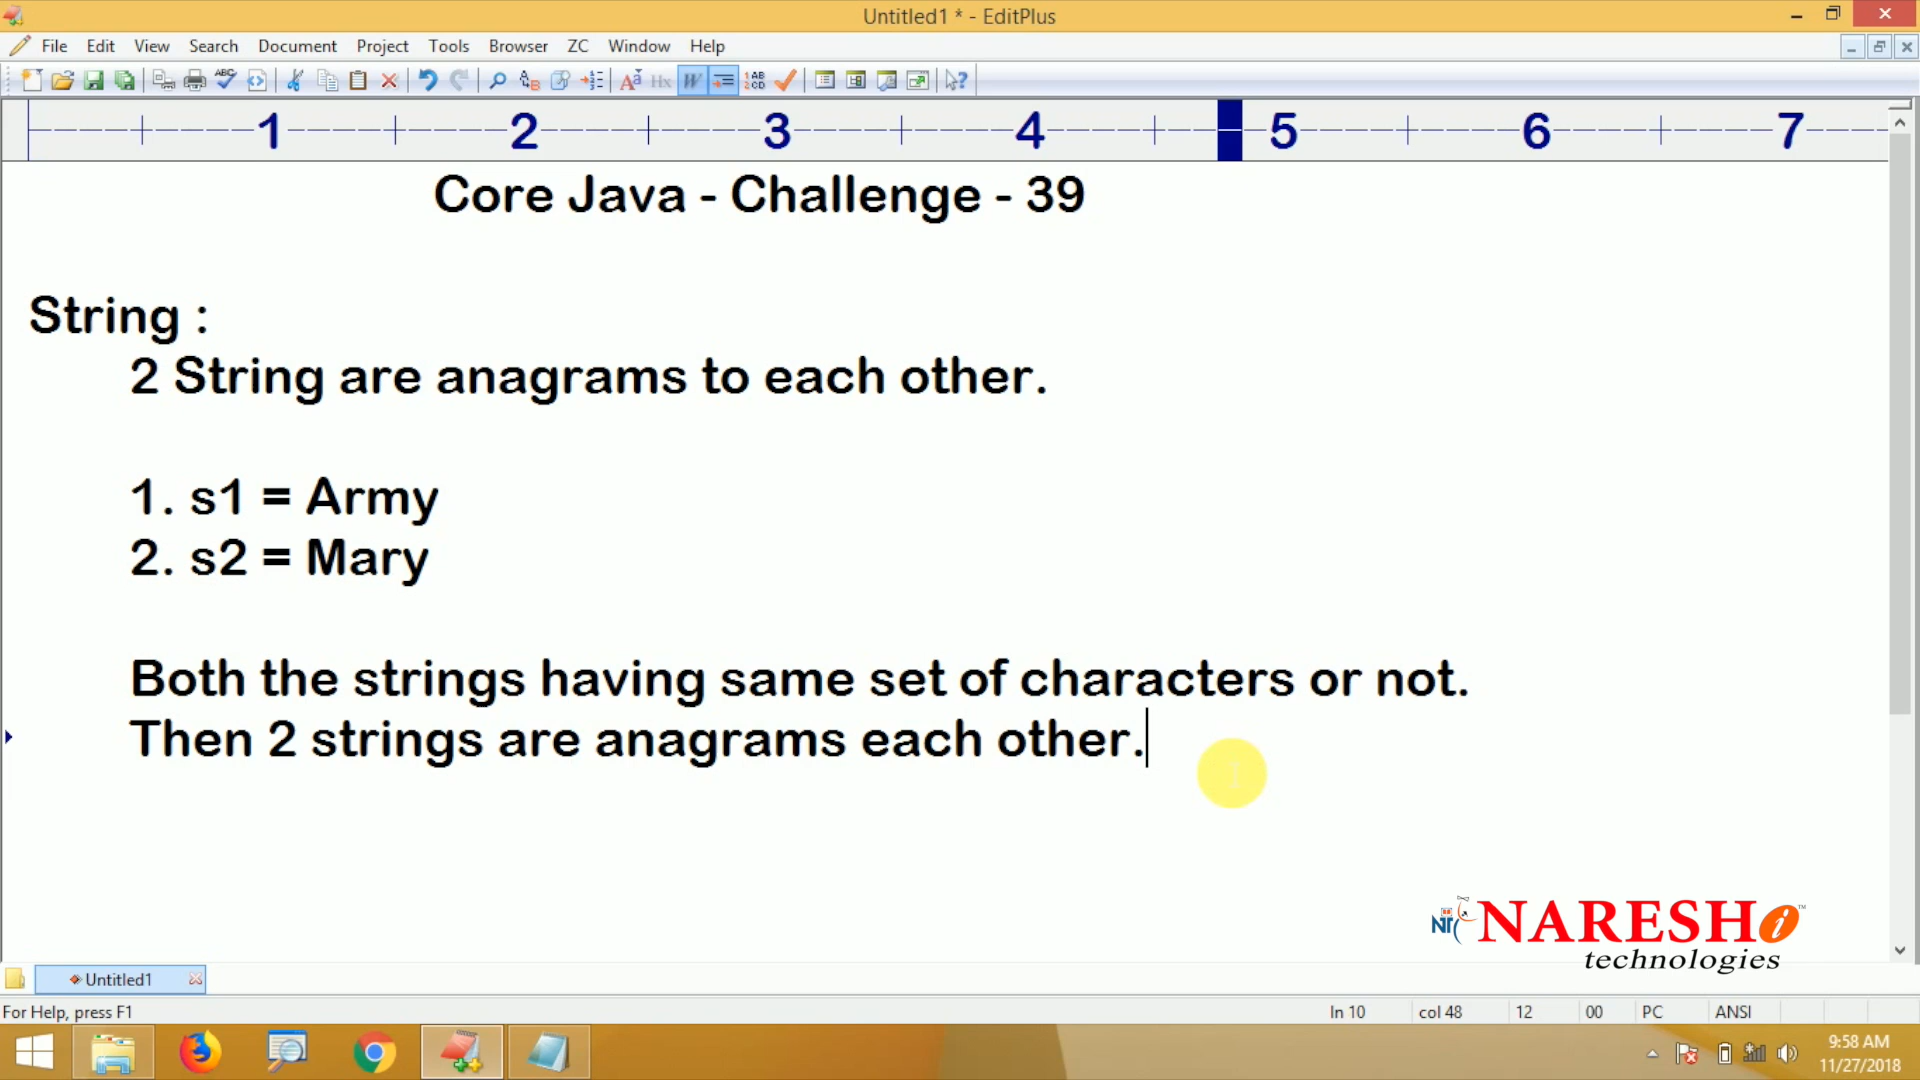 Untitled1 * - EditPlus
File Edit View Search Document Project Tools Browser ZC Window Help
1 2 3 4 5 6 7
Core Java - Challenge - 39
String :
2 String are anagrams to each other.
1. s1 = Army
2. s2 = Mary
Both the strings having same set of characters or not.
Then 2 strings are anagrams each other.
NARESHi
technologies
Untitled1
For Help, press F1 ln 10 col 48 12 00 PC ANSI
9:58 AM
11/27/2018